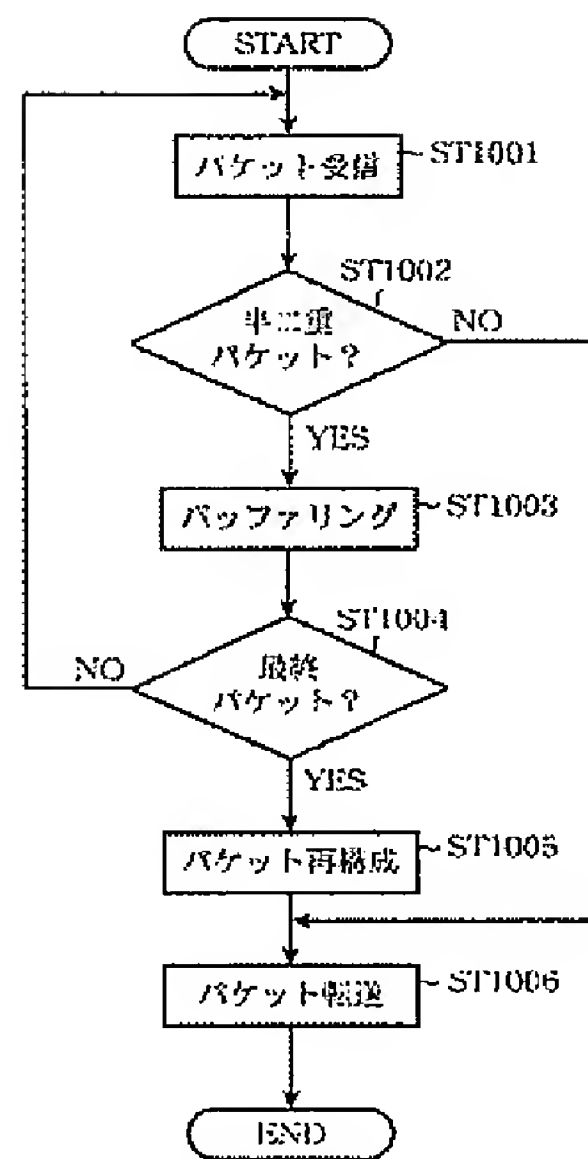 START
パケット受信
ST1001
ST1002
半二重
パケット?
NO
YES
バッファリング
ST1003
ST1004
最終
パケット?
NO
YES
パケット再構成
ST1005
パケット転送
ST1006
END